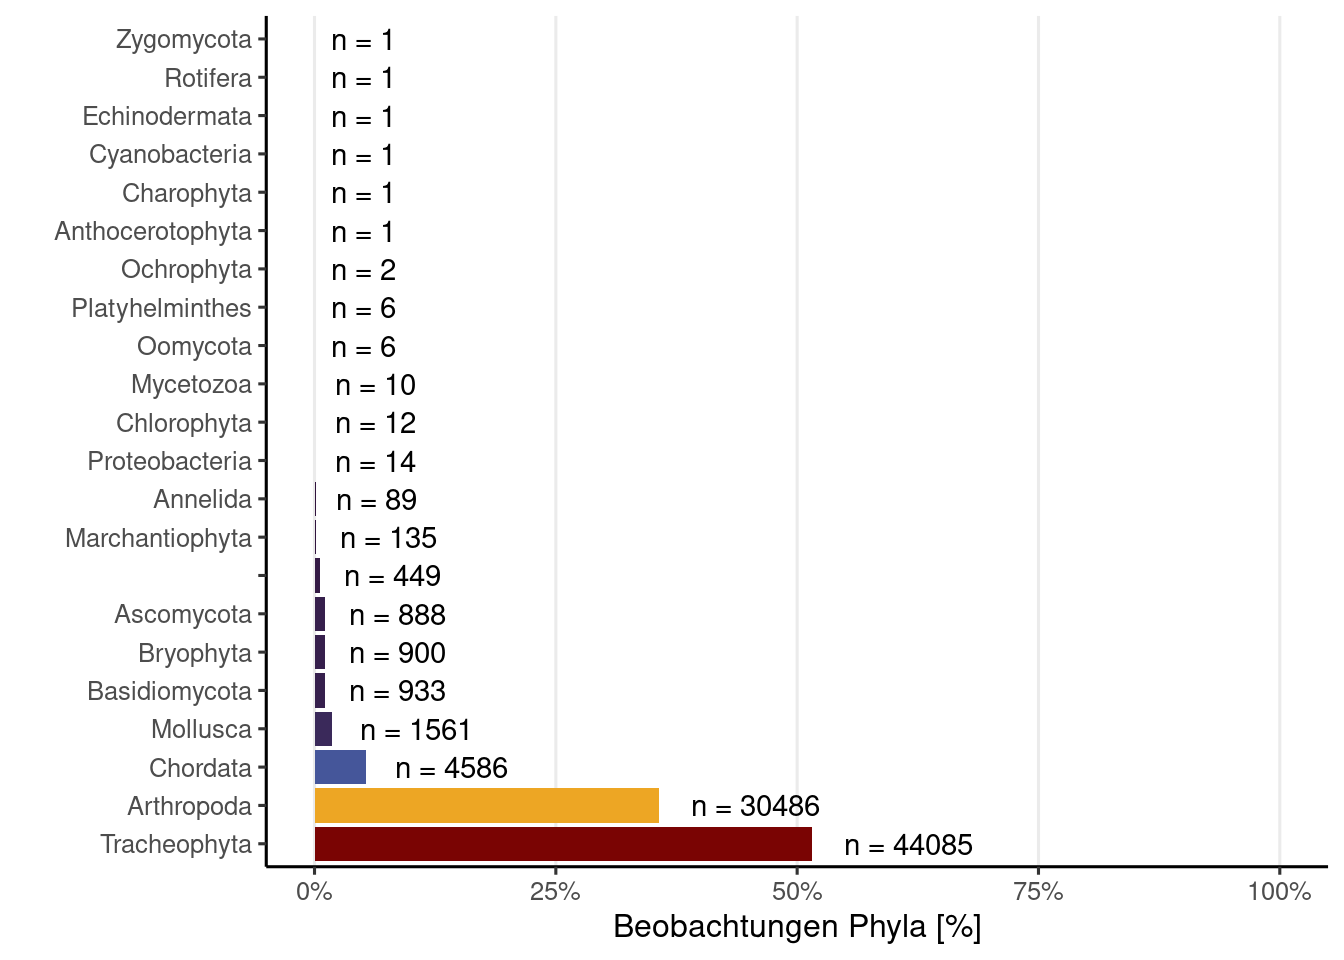 Zygomycota n = 1
Rotifera n = 1
Echinodermata n = 1
Cyanobacteria n = 1
Charophyta n = 1
Anthocerotophyta n = 1
Ochrophyta n = 2
Platyhelminthes n = 6
Oomycota n = 6
Mycetozoa n = 10
Chlorophyta n = 12
Proteobacteria n = 14
Annelida n = 89
Marchantiophyta n = 135
n = 449
Ascomycota n = 888
Bryophyta n = 900
Basidiomycota n = 933
Mollusca n = 1561
Chordata n = 4586
Arthropoda n = 30486
Tracheophyta n = 44085
0% 25% 50% 75% 100%
Beobachtungen Phyla [%]